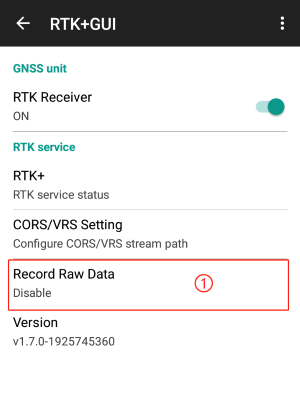 RTK+GUI
GNSS unit
RTK Receiver
ON
RTK service
RTK+
RTK service status
CORS/VRS Setting
Configure CORS/VRS stream path
Record Raw Data
Disable
①
Version
v1.7.0-1925745360